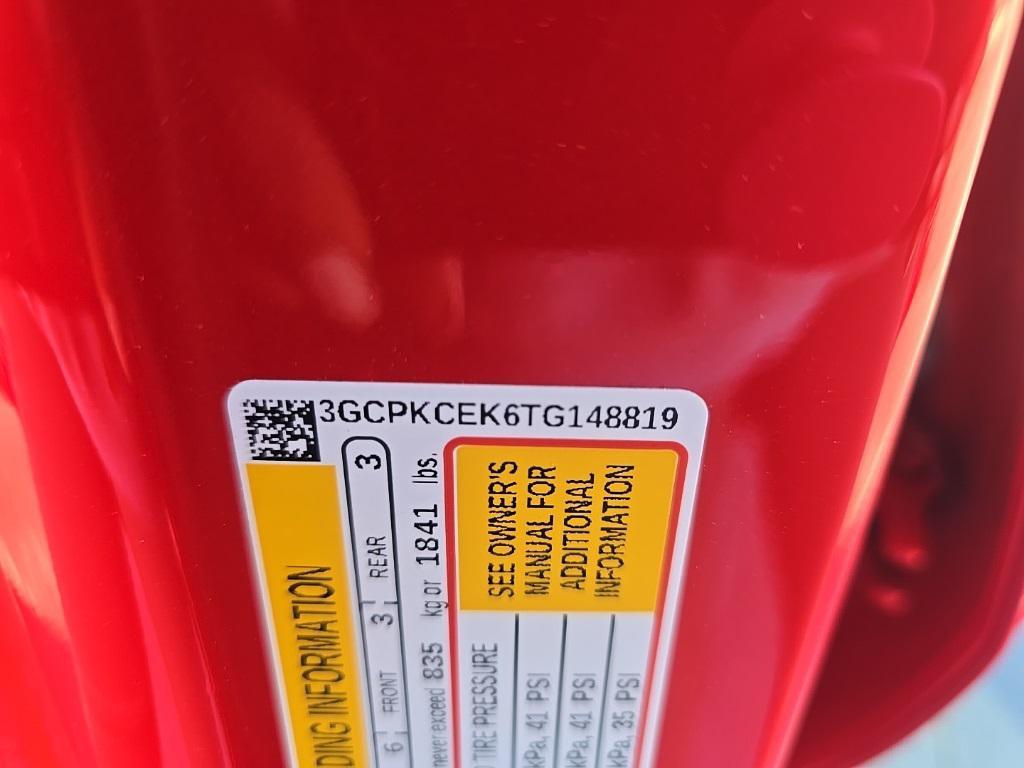 3GCPKCEK6TG148819
DING INFORMATION
6 FRONT 3 REAR 3
never exceed 835 kg or 1841 lbs.
TIRE PRESSURE
SEE OWNER'S
MANUAL FOR
ADDITIONAL
INFORMATION
kPa, 41 PSI
kPa, 41 PSI
kPa, 35 PSI